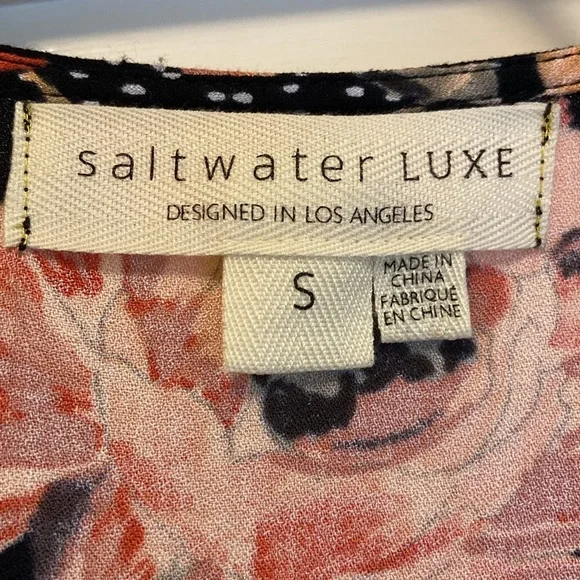 saltwater LUXE
DESIGNED IN LOS ANGELES
S
MADE IN
CHINA
FABRIQUÉ
EN CHINE